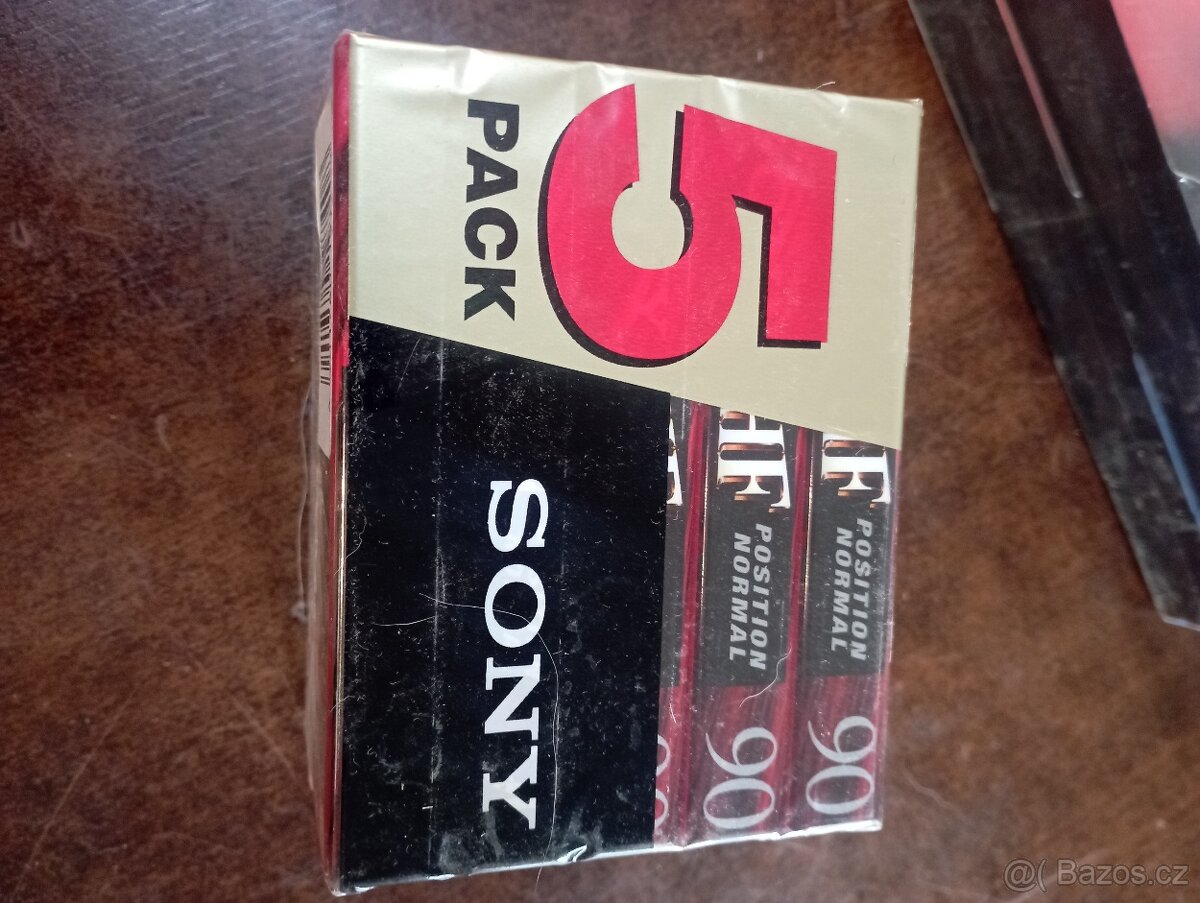 5
PACK
SONY
HF
POSITION
NORMAL
90
HF
POSITION
NORMAL
90
@( Bazos.cz